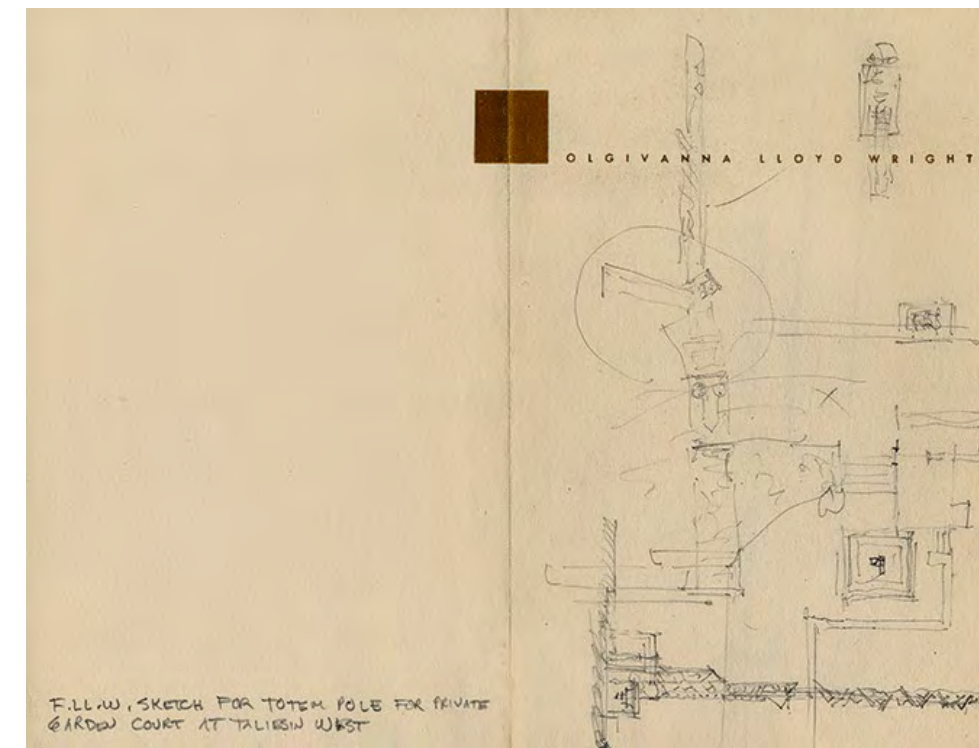 OLGIVANNA LLOYD WRIGHT
F.LL.W, SKETCH FOR TOTEM POLE FOR PRIVATE
GARDEN COURT AT TALIESIN WEST